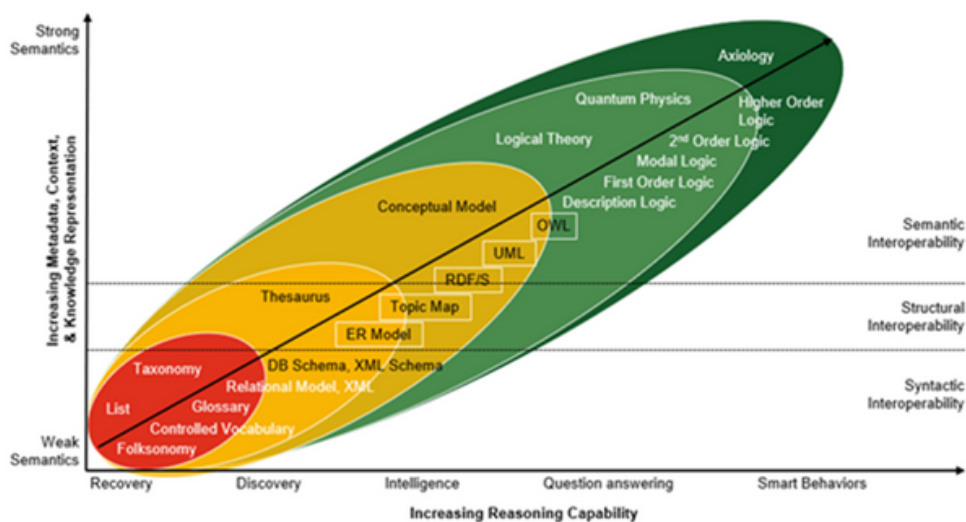 Strong
Semantics
Axiology
Quantum Physics
Higher Order
Logic
Logical Theory
2nd Order Logic
Modal Logic
First Order Logic
Description Logic
Conceptual Model
OWL
Semantic
Interoperability
UML
RDF/S
Thesaurus
Topic Map
Structural
Interoperability
ER Model
Taxonomy
DB Schema, XML Schema
Relational Model, XML
List
Glossary
Syntactic
Interoperability
Controlled Vocabulary
Folksonomy
Weak
Semantics
Increasing Metadata, Context,
& Knowledge Representation
Recovery
Discovery
Intelligence
Question answering
Smart Behaviors
Increasing Reasoning Capability